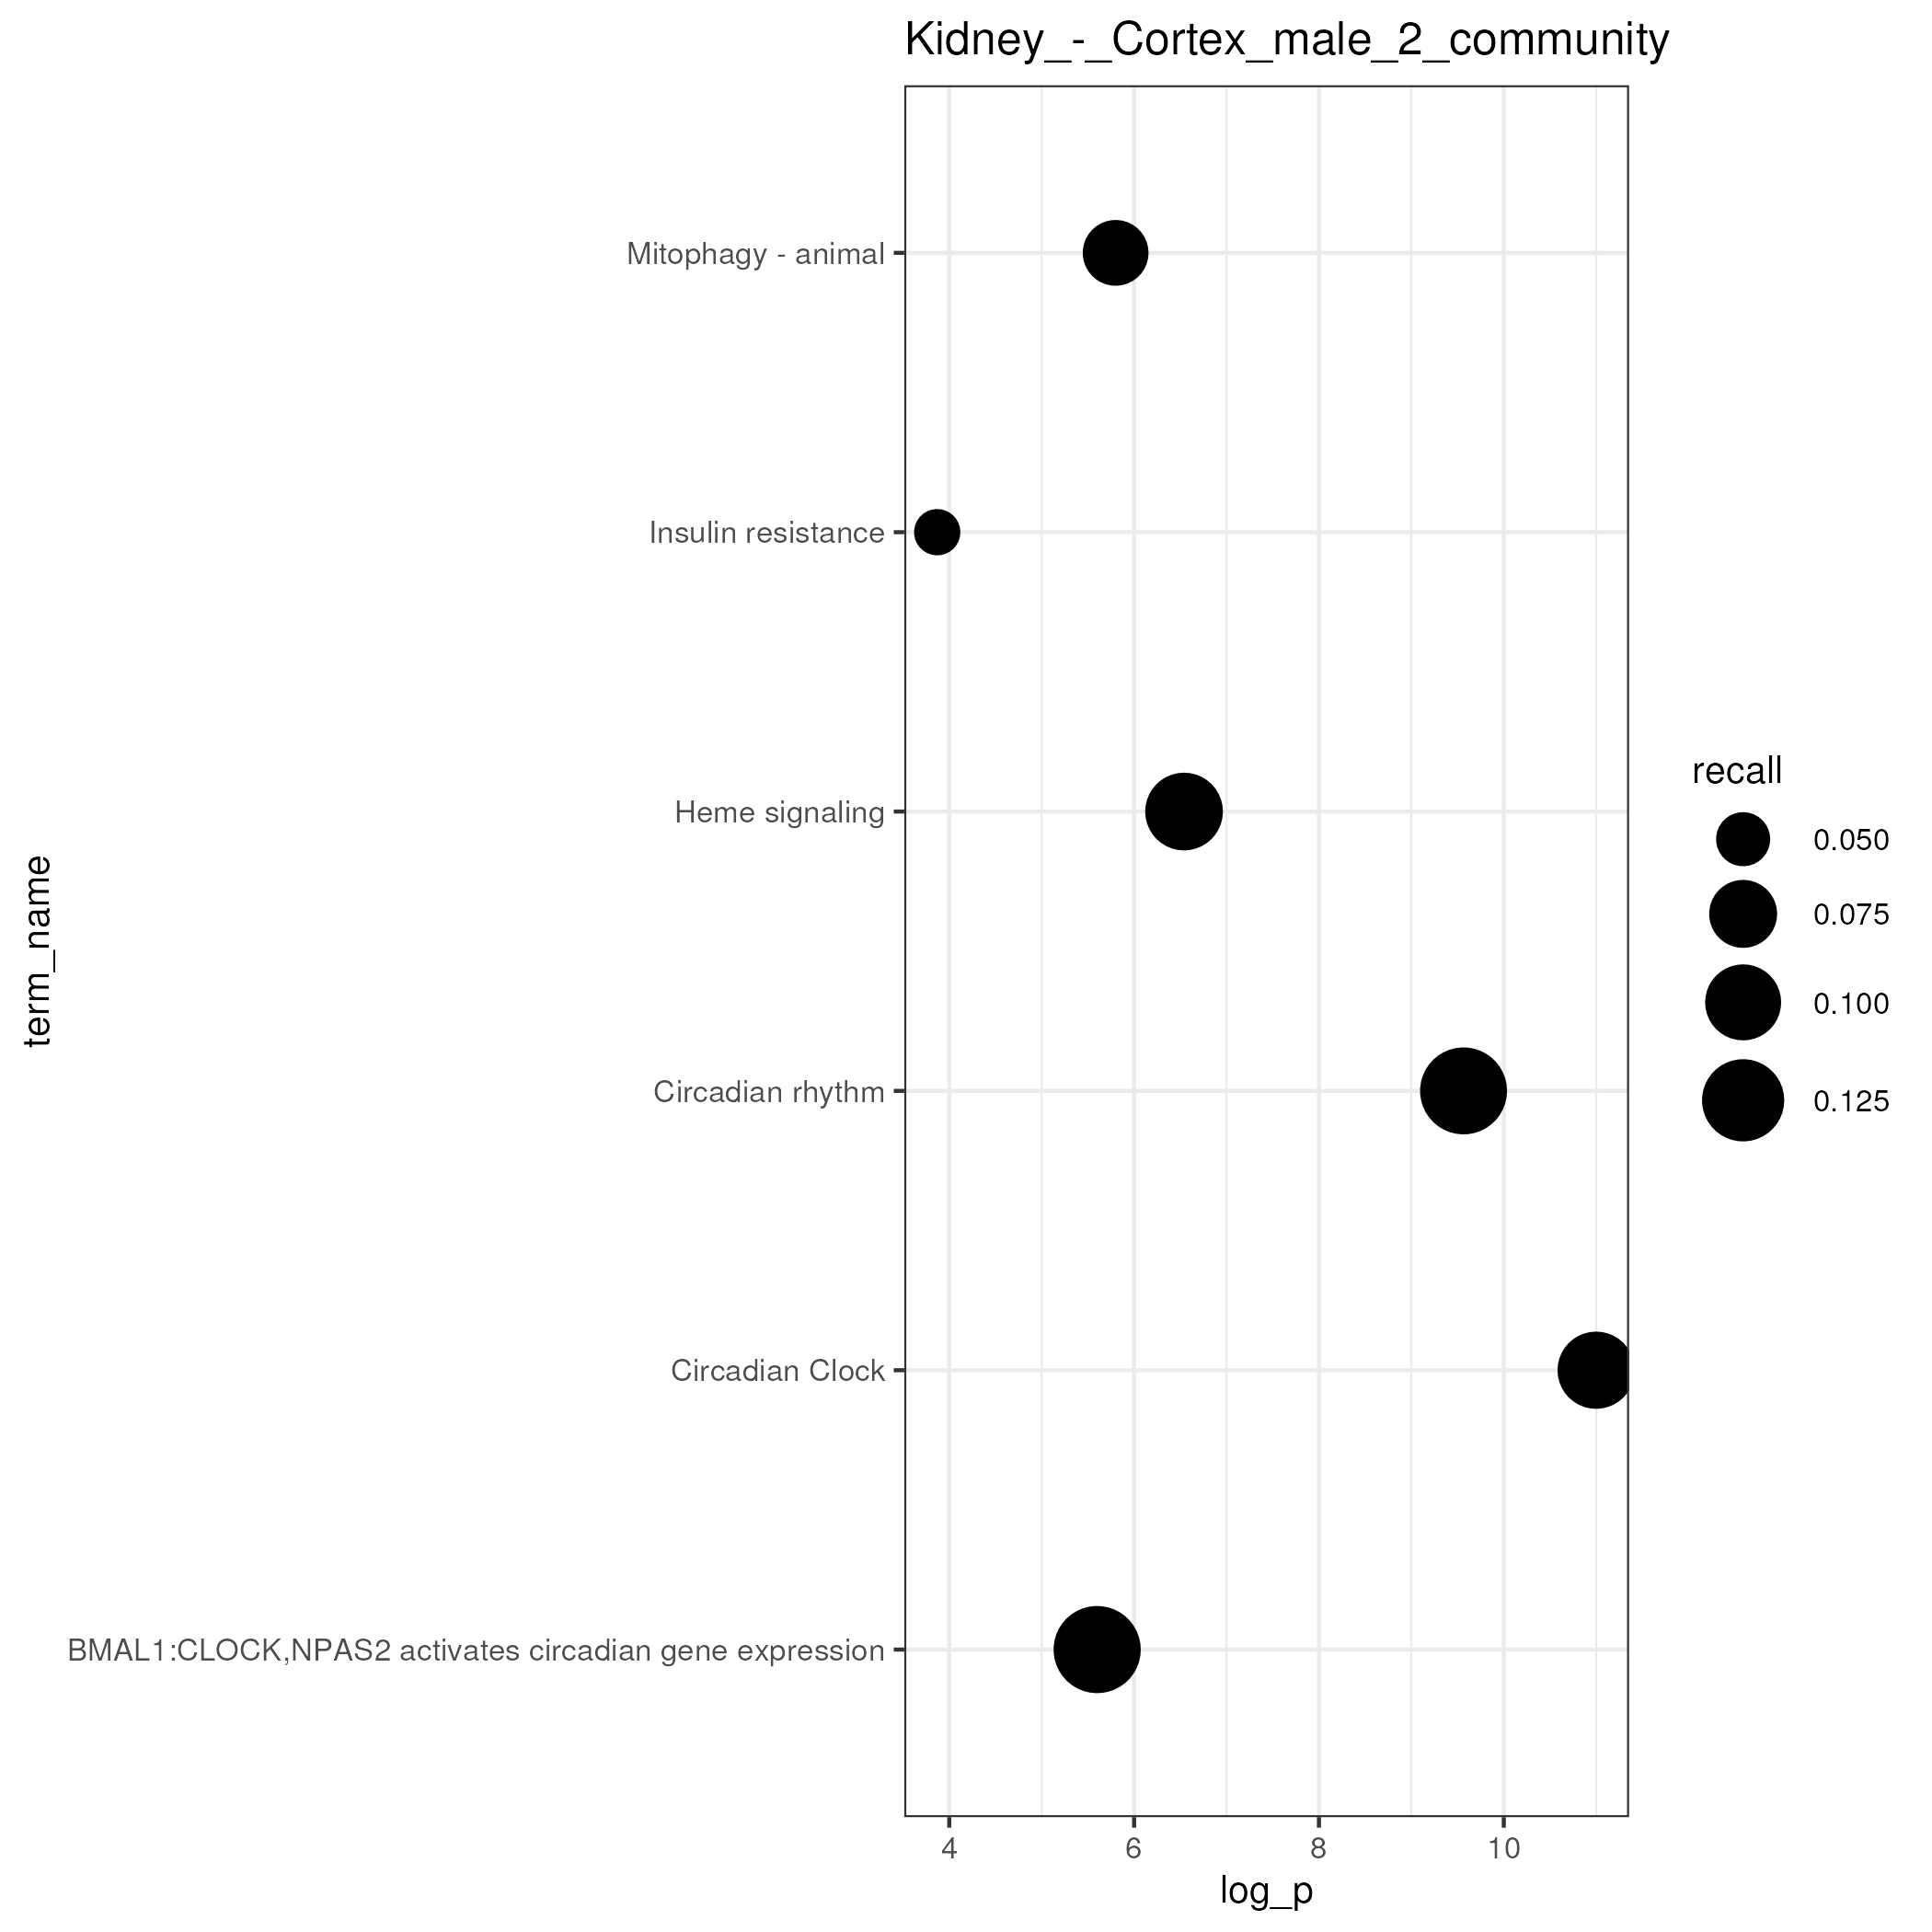 Kidney_-_Cortex_male_2_community
term_name
Mitophagy - animal
Insulin resistance
Heme signaling
Circadian rhythm
Circadian Clock
BMAL1:CLOCK,NPAS2 activates circadian gene expression
4 6 8 10
log_p
recall
0.050
0.075
0.100
0.125